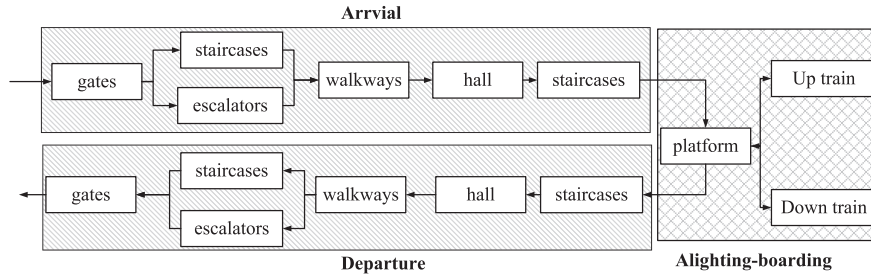 Arrvial
gates
staircases
escalators
walkways
hall
staircases
platform
Up train
Down train
gates
staircases
escalators
walkways
hall
staircases
Departure
Alighting-boarding